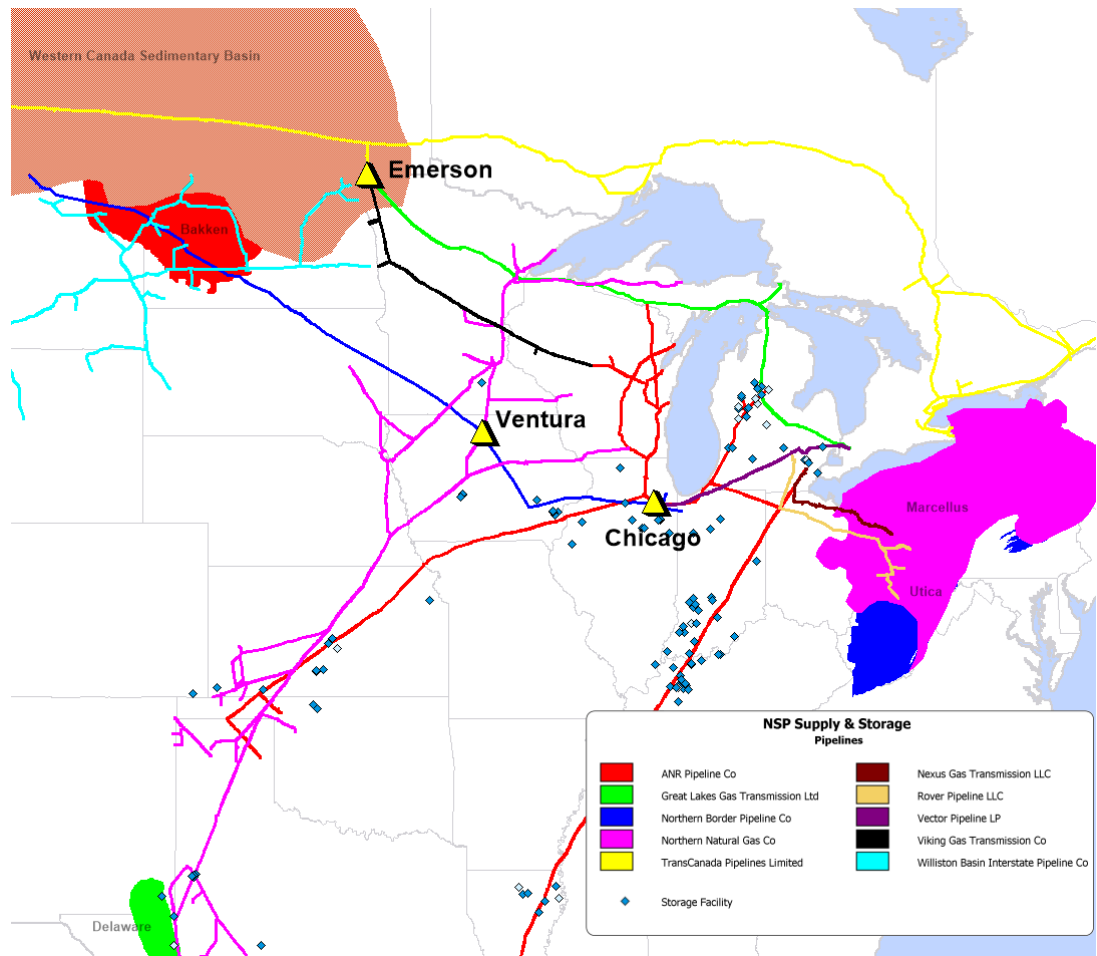 Western Canada Sedimentary Basin
Emerson
Bakken
Ventura
Chicago
Marcellus
Utica
Delaware
NSP Supply & Storage
Pipelines
ANR Pipeline Co
Great Lakes Gas Transmission Ltd
Northern Border Pipeline Co
Northern Natural Gas Co
TransCanada Pipelines Limited
Storage Facility
Nexus Gas Transmission LLC
Rover Pipeline LLC
Vector Pipeline LP
Viking Gas Transmission Co
Williston Basin Interstate Pipeline Co